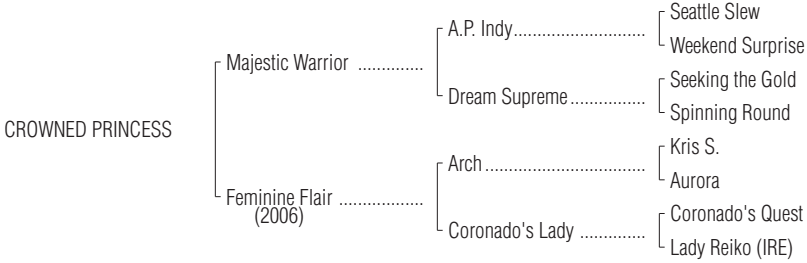 Seattle Slew
A.P. Indy..............................
Weekend Surprise
Majestic Warrior ..............
Seeking the Gold
Dream Supreme.................
Spinning Round
CROWNED PRINCESS
Kris S.
Arch.....................................
Aurora
Feminine Flair ..................
(2006)
Coronado's Quest
Coronado's Lady ..............
Lady Reiko (IRE)